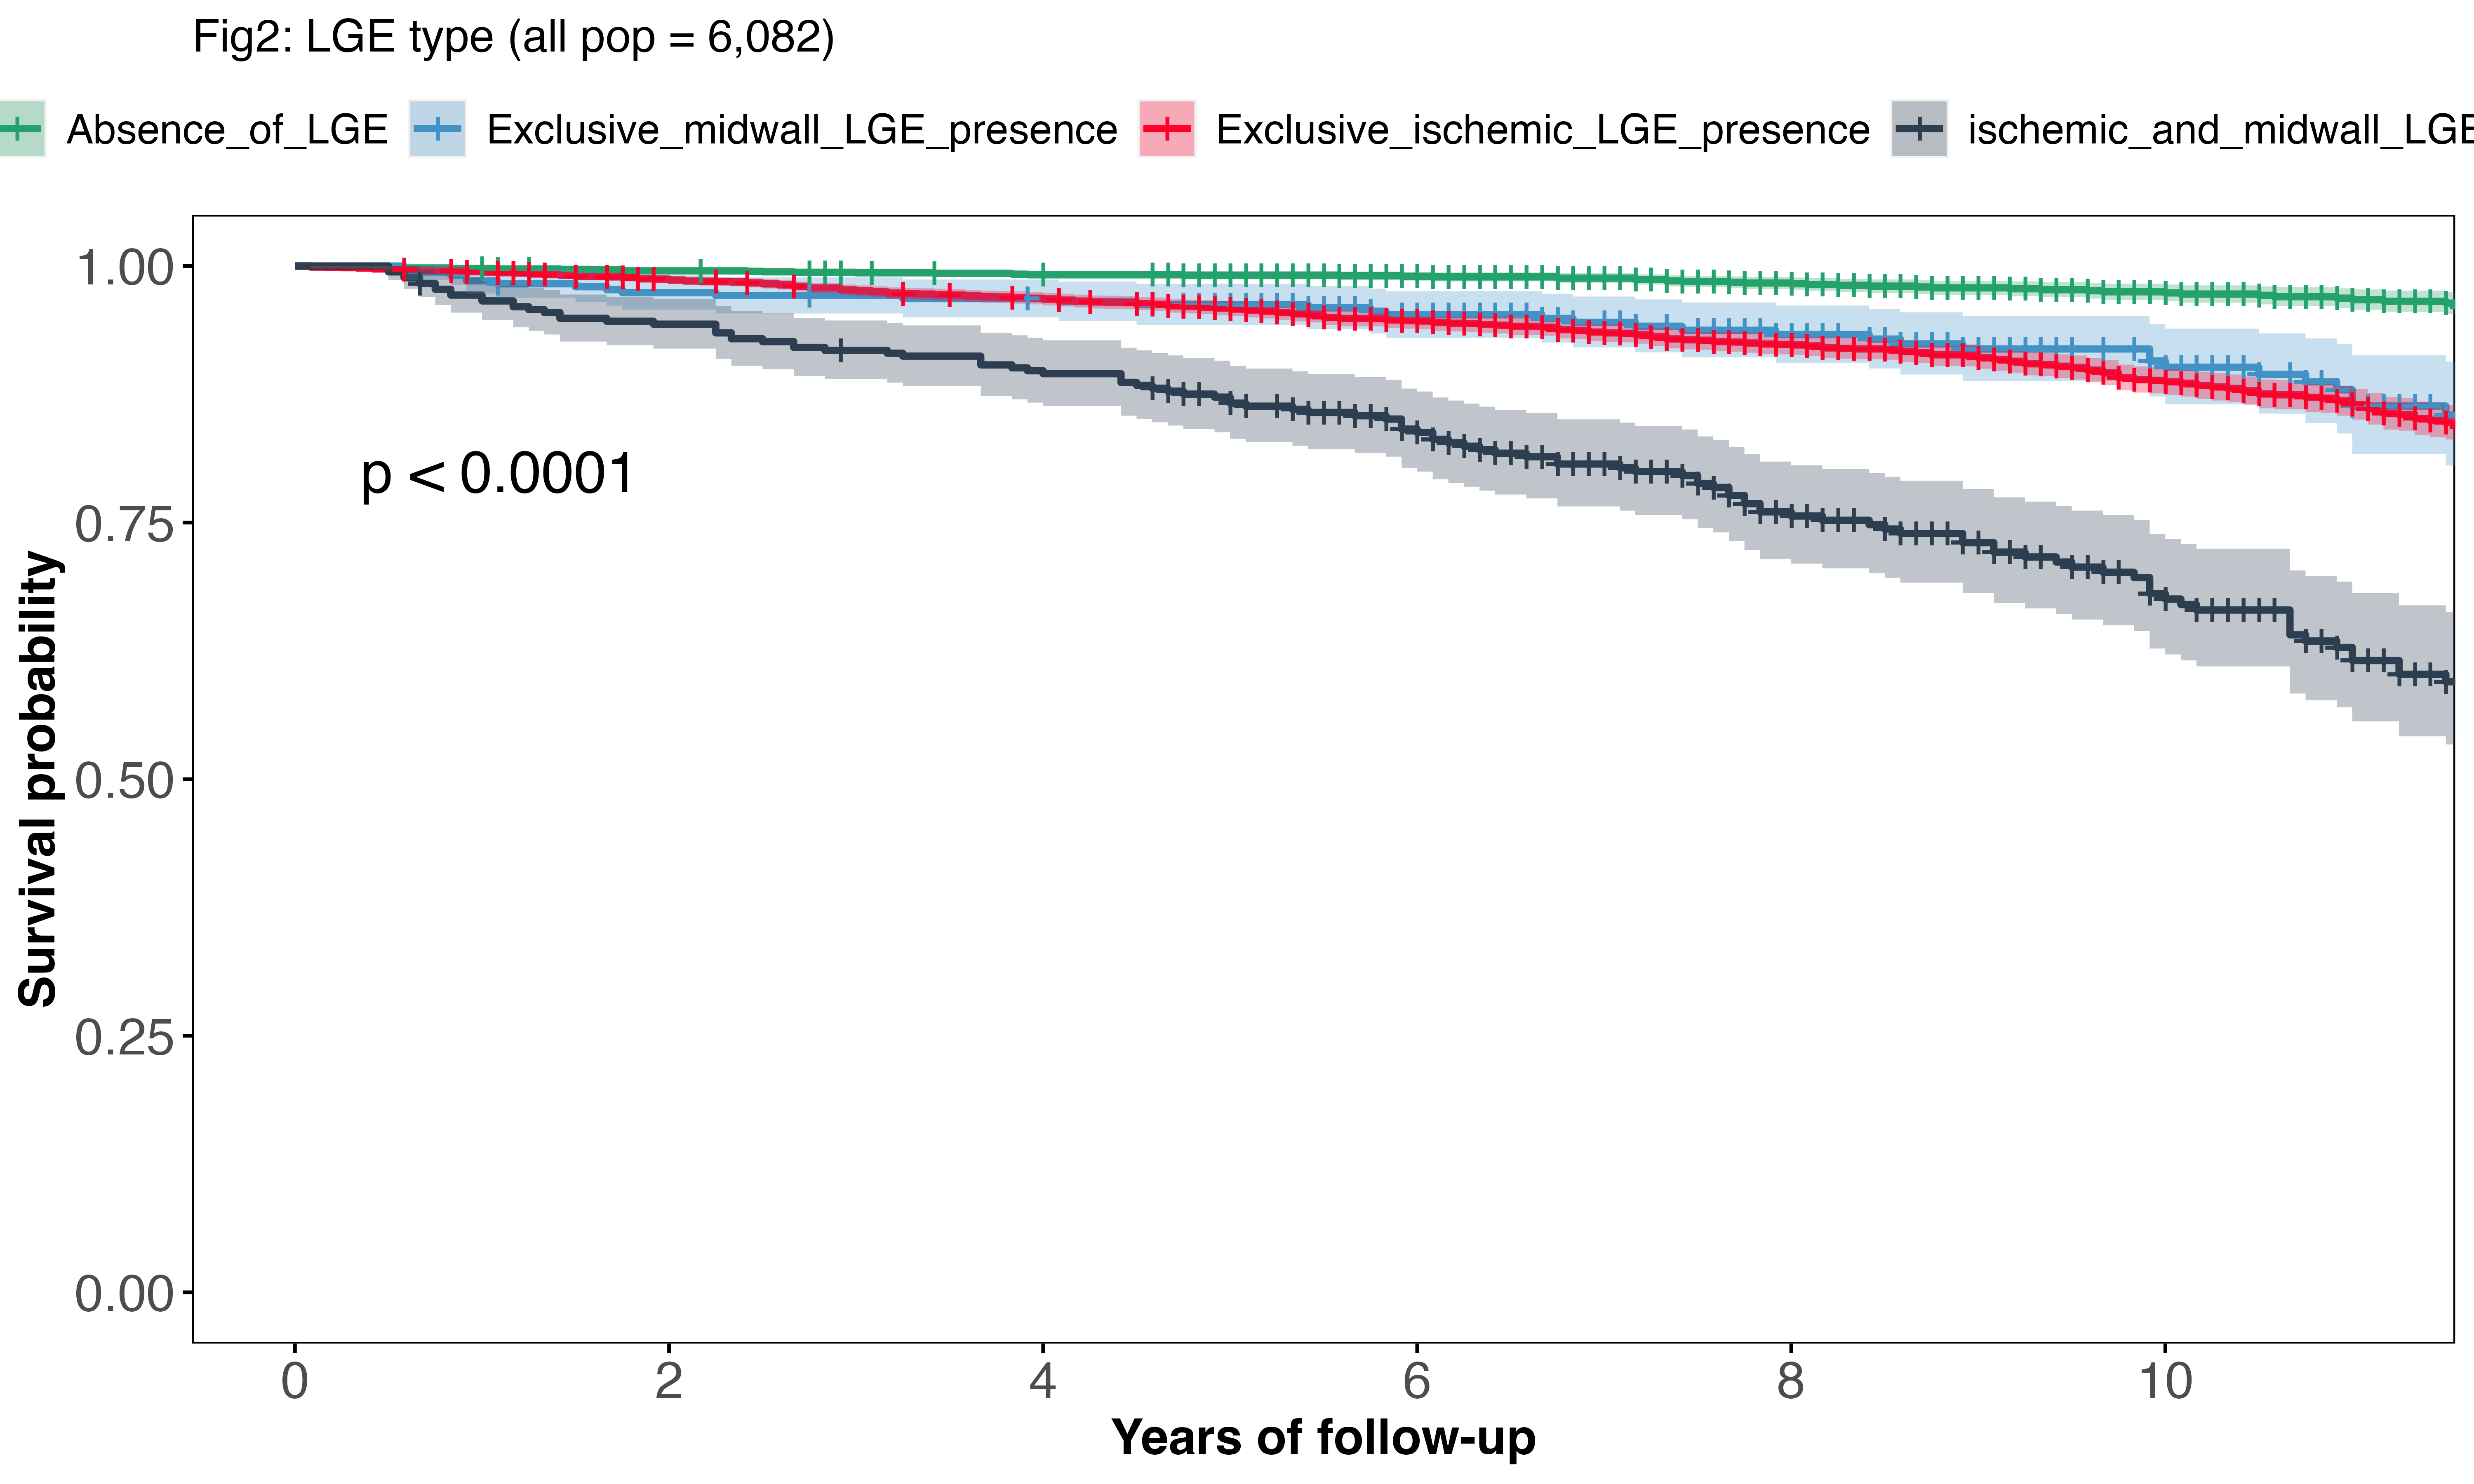 Fig2: LGE type (all pop = 6,082)
Absence_of_LGE Exclusive_midwall_LGE_presence Exclusive_ischemic_LGE_presence ischemic_and_midwall_LGE
1.00
p < 0.0001
0.75
0.50
0.25
0.00
Survival probability
0 2 4 6 8 10
Years of follow-up